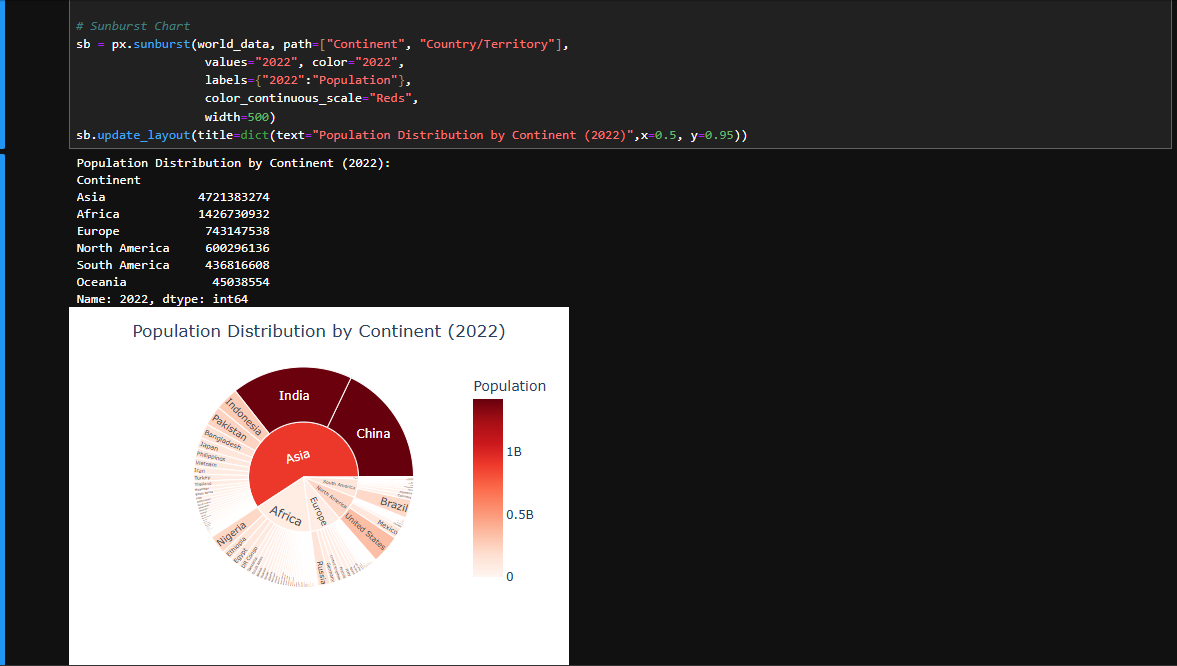 # Sunburst Chart
sb = px.sunburst(world_data, path=["Continent", "Country/Territory"],
values="2022", color="2022",
labels={"2022":"Population"},
color_continuous_scale="Reds",
width=500)
sb.update_layout(title=dict(text="Population Distribution by Continent (2022)",x=0.5, y=0.95))
Population Distribution by Continent (2022):
Continent
Asia 4721383274
Africa 1426730932
Europe 743147538
North America 600296136
South America 436816608
Oceania 45038554
Name: 2022, dtype: int64
Population Distribution by Continent (2022)
Population
1B
0.5B
0
India
China
Indonesia
Pakistan
Bangladesh
Japan
Philippines
Vietnam
Iran
Turkey
Thailand
Asia
South America
North America
Europe
Africa
Brazil
Mexico
United States
Nigeria
Ethiopia
Egypt
DR Congo
Russia
Germany